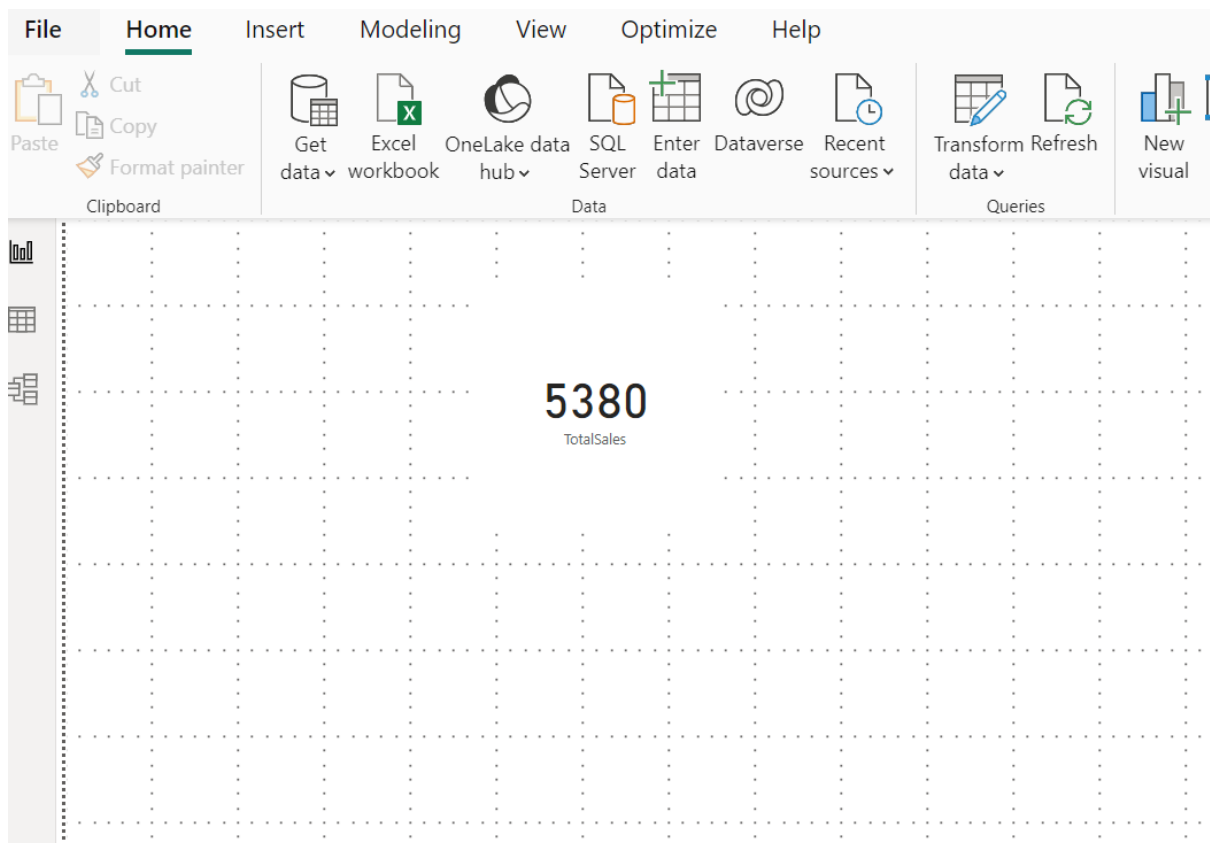 File Home Insert Modeling View Optimize Help
Paste
Cut
Copy
Format painter
Clipboard
Get data
Excel workbook
OneLake data hub
SQL Server
Enter data
Dataverse
Recent sources
Data
Transform data
Refresh
Queries
New visual
5380
TotalSales